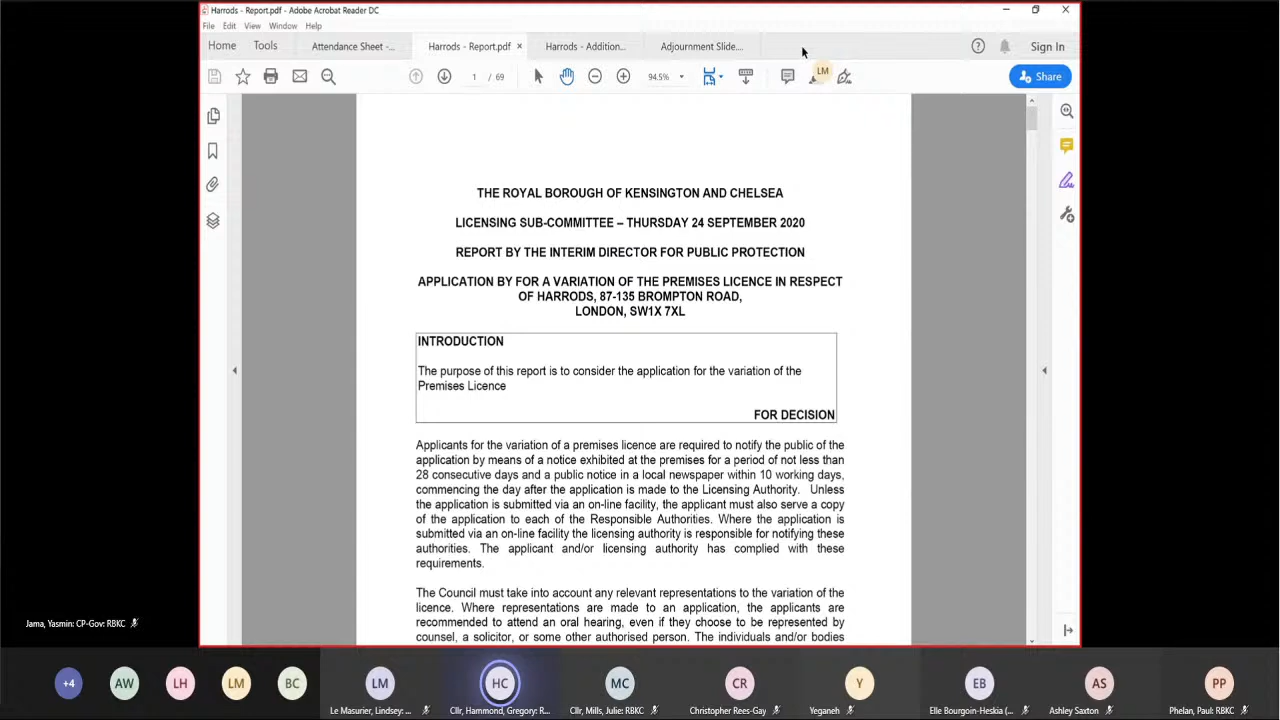 Harrods - Report.pdf - Adobe Acrobat Reader DC
File Edit View Window Help
Home Tools Attendance Sheet -... Harrods - Report.pdf × Harrods - Addition... Adjournment Slide.... Sign In
1 / 69 94.5% LM Share
THE ROYAL BOROUGH OF KENSINGTON AND CHELSEA
LICENSING SUB-COMMITTEE – THURSDAY 24 SEPTEMBER 2020
REPORT BY THE INTERIM DIRECTOR FOR PUBLIC PROTECTION
APPLICATION BY FOR A VARIATION OF THE PREMISES LICENCE IN RESPECT
OF HARRODS, 87-135 BROMPTON ROAD,
LONDON, SW1X 7XL
INTRODUCTION
The purpose of this report is to consider the application for the variation of the
Premises Licence
FOR DECISION
Applicants for the variation of a premises licence are required to notify the public of the
application by means of a notice exhibited at the premises for a period of not less than
28 consecutive days and a public notice in a local newspaper within 10 working days,
commencing the day after the application is made to the Licensing Authority. Unless
the application is submitted via an on-line facility, the applicant must also serve a copy
of the application to each of the Responsible Authorities. Where the application is
submitted via an on-line facility the licensing authority is responsible for notifying these
authorities. The applicant and/or licensing authority has complied with these
requirements.
The Council must take into account any relevant representations to the variation of the
licence. Where representations are made to an application, the applicants are
recommended to attend an oral hearing, even if they choose to be represented by
counsel, a solicitor, or some other authorised person. The individuals and/or bodies
Jama, Yasmin: CP-Gov: RBKC
+4 AW LH LM BC LM HC MC CR Y EB AS PP
Le Masurier, Lindsey: ... Cllr, Hammond, Gregory: R... Cllr, Mills, Julie: RBKC Christopher Rees-Gay Yeganeh Elle Bourgoin-Heskia (... Ashley Saxton Phelan, Paul: RBKC